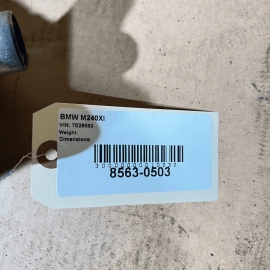 BMW M240XI
VIN: 7E28563
Weight:
Dimensions:
8563-0503